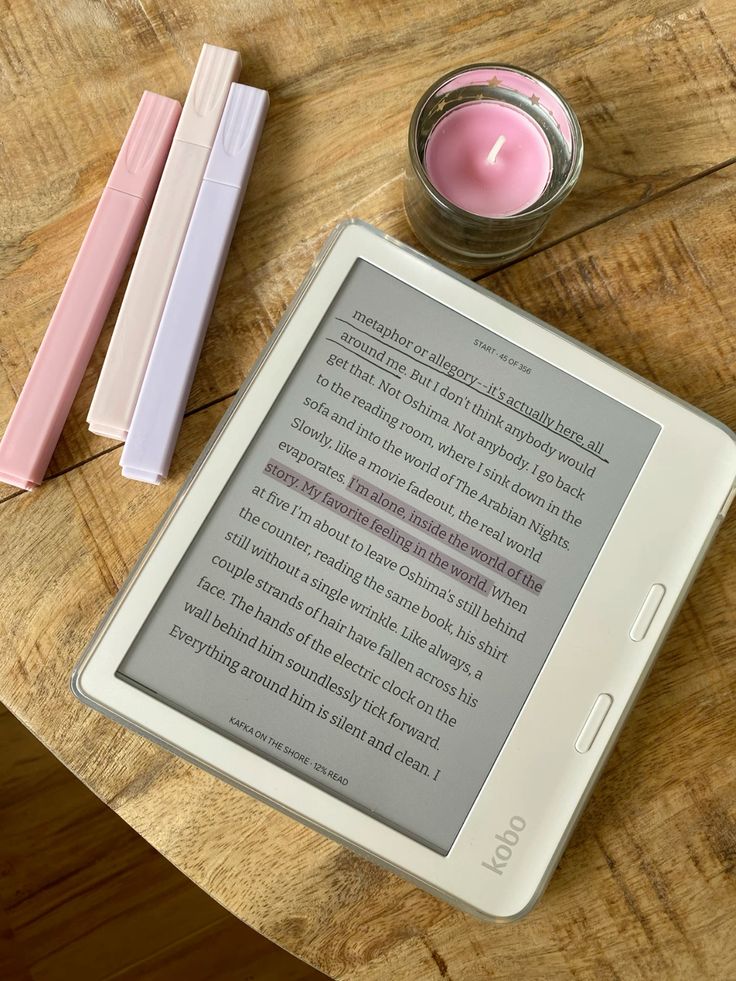 START · 45 OF 356
metaphor or allegory--it's actually here, all
around me. But I don't think anybody would
get that. Not Oshima. Not anybody. I go back
to the reading room, where I sink down in the
sofa and into the world of The Arabian Nights.
Slowly, like a movie fadeout, the real world
evaporates. I'm alone, inside the world of the
story. My favorite feeling in the world. When
at five I'm about to leave Oshima's still behind
the counter, reading the same book, his shirt
still without a single wrinkle. Like always, a
couple strands of hair have fallen across his
face. The hands of the electric clock on the
wall behind him soundlessly tick forward.
Everything around him is silent and clean. I
KAFKA ON THE SHORE · 12% READ
kobo